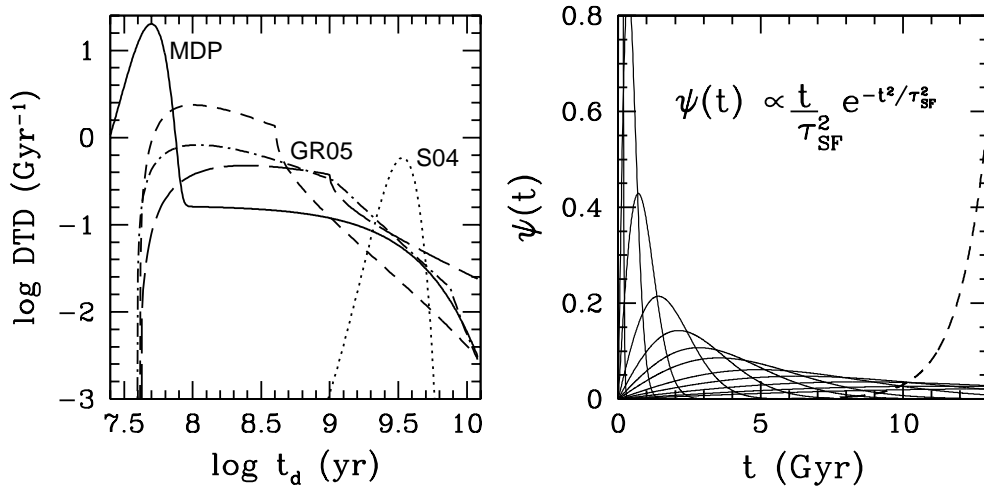 MDP
GR05
S04
1
0
−1
−2
−3
7.5
8
8.5
9
9.5
10
log t_d (yr)
log DTD (Gyr⁻¹)
ψ(t) ∝ t/τ²_SF e^(−t²/τ²_SF)
0.8
0.6
0.4
0.2
0
0
5
10
t (Gyr)
ψ(t)